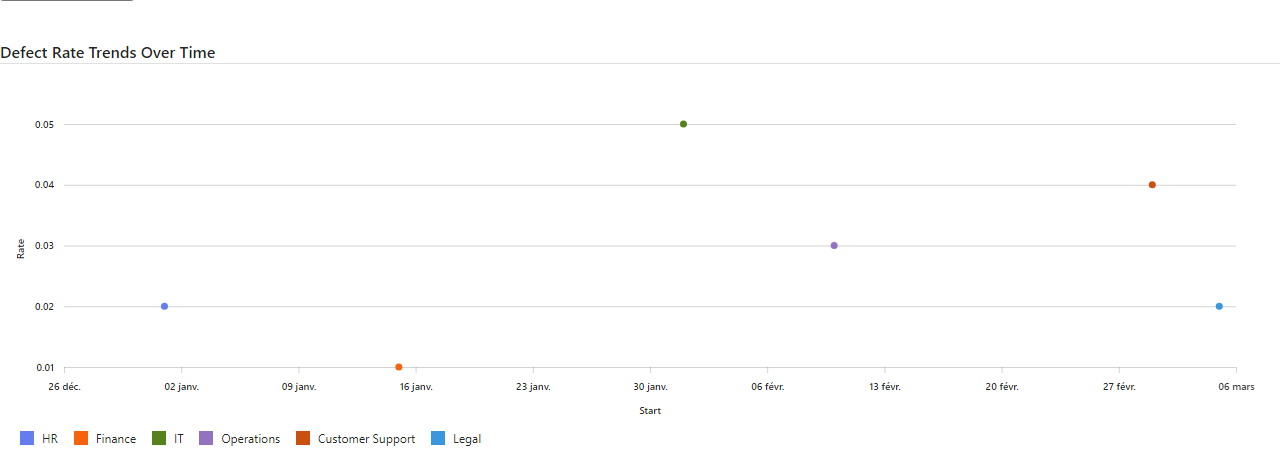 Defect Rate Trends Over Time
0.05
0.04
0.03
0.02
0.01
Rate
26 déc. 02 janv. 09 janv. 16 janv. 23 janv. 30 janv. 06 févr. 13 févr. 20 févr. 27 févr. 06 mars
Start
HR Finance IT Operations Customer Support Legal